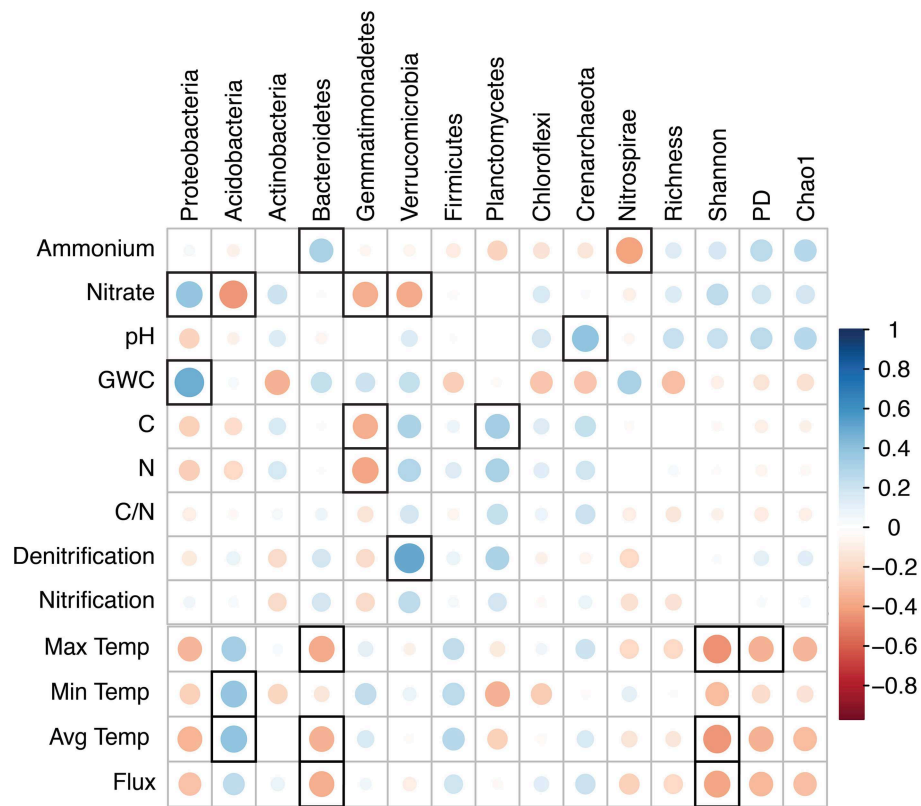 Proteobacteria
Acidobacteria
Actinobacteria
Bacteroidetes
Gemmatimonadetes
Verrucomicrobia
Firmicutes
Planctomycetes
Chloroflexi
Crenarchaeota
Nitrospirae
Richness
Shannon
PD
Chao1
Ammonium
Nitrate
pH
GWC
C
N
C/N
Denitrification
Nitrification
Max Temp
Min Temp
Avg Temp
Flux
1
0.8
0.6
0.4
0.2
0
−0.2
−0.4
−0.6
−0.8